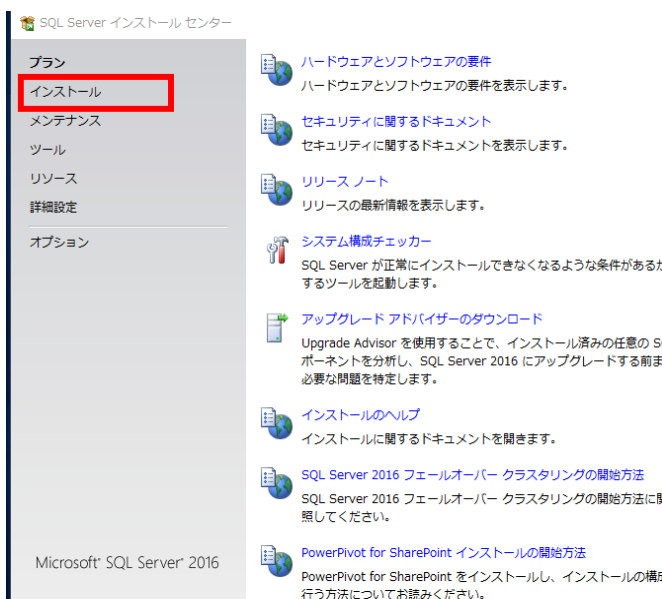 SQL Server インストール センター
プラン
インストール
メンテナンス
ツール
リソース
詳細設定
オプション
Microsoft® SQL Server® 2016
ハードウェアとソフトウェアの要件
ハードウェアとソフトウェアの要件を表示します。
セキュリティに関するドキュメント
セキュリティに関するドキュメントを表示します。
リリース ノート
リリースの最新情報を表示します。
システム構成チェッカー
SQL Server が正常にインストールできなくなるような条件があるか
するツールを起動します。
アップグレード アドバイザーのダウンロード
Upgrade Advisor を使用することで、インストール済みの任意の S
ポーネントを分析し、SQL Server 2016 にアップグレードする前ま
必要な問題を特定します。
インストールのヘルプ
インストールに関するドキュメントを開きます。
SQL Server 2016 フェールオーバー クラスタリングの開始方法
SQL Server 2016 フェールオーバー クラスタリングの開始方法に
照してください。
PowerPivot for SharePoint インストールの開始方法
PowerPivot for SharePoint をインストールし、インストールの構成
行う方法についてお読みください。